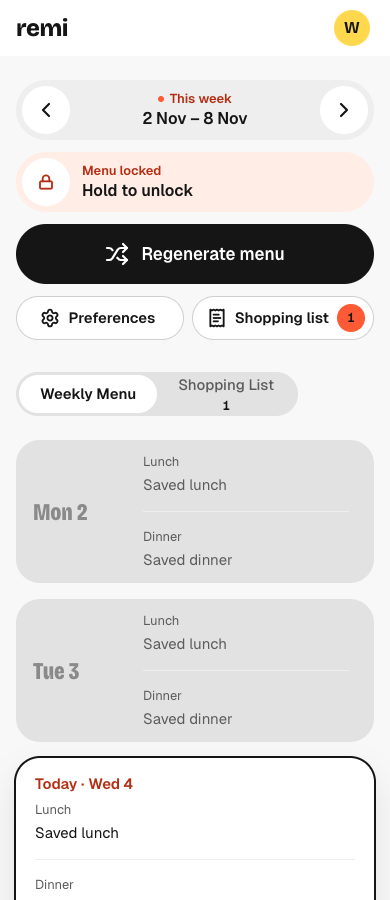 remi
W
This week
2 Nov – 8 Nov
Menu locked
Hold to unlock
Regenerate menu
Preferences
Shopping list 1
Weekly Menu
Shopping List
1
Mon 2
Lunch
Saved lunch
Dinner
Saved dinner
Tue 3
Lunch
Saved lunch
Dinner
Saved dinner
Today · Wed 4
Lunch
Saved lunch
Dinner